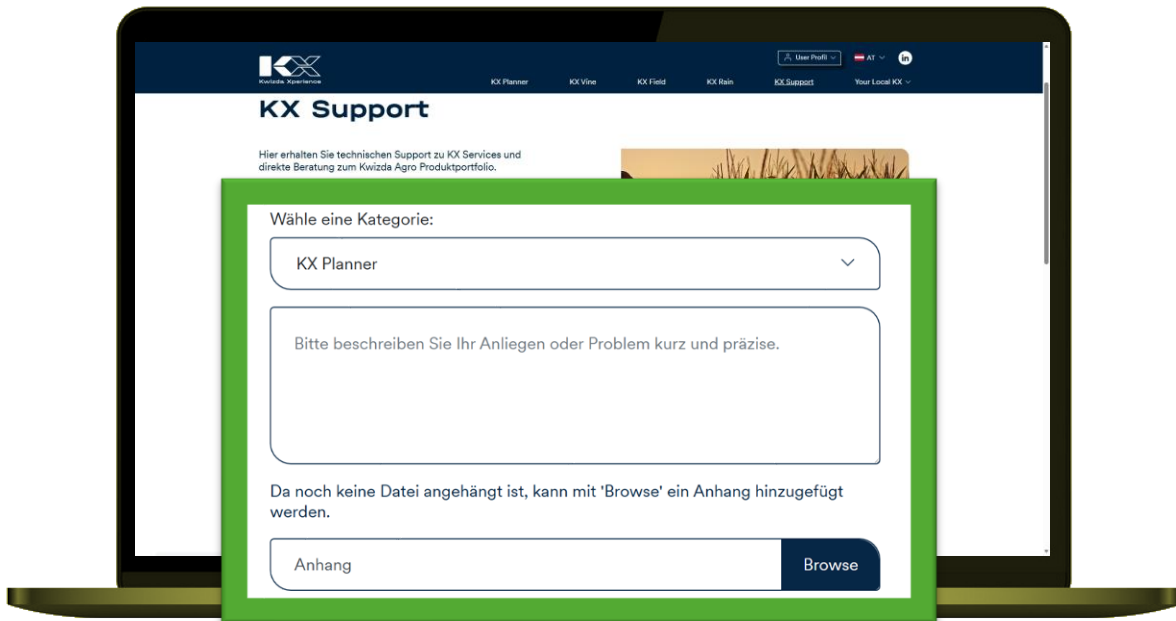 KX
Kwizda Xperience
User Profil
AT
in
KX Planner
KX Vine
KX Field
KX Rain
KX Support
Your Local KX
KX Support
Hier erhalten Sie technischen Support zu KX Services und
direkte Beratung zum Kwizda Agro Produktportfolio.
Wähle eine Kategorie:
KX Planner
Bitte beschreiben Sie Ihr Anliegen oder Problem kurz und präzise.
Da noch keine Datei angehängt ist, kann mit 'Browse' ein Anhang hinzugefügt
werden.
Anhang
Browse